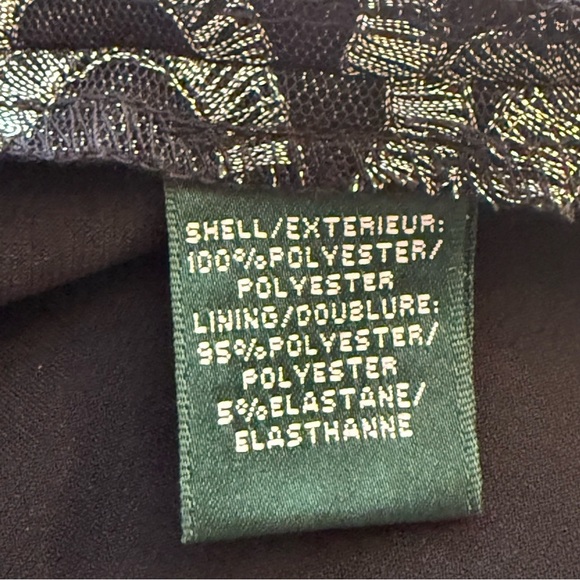 SHELL/EXTERIEUR:
100%POLYESTER/
POLYESTER
LINING/DOUBLURE:
95%POLYESTER/
POLYESTER
5%ELASTANE/
ELASTHANNE